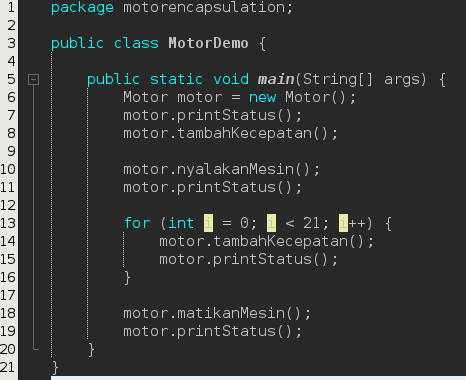 1 package motorencapsulation;
2
3 public class MotorDemo {
4
5     public static void main(String[] args) {
6         Motor motor = new Motor();
7         motor.printStatus();
8         motor.tambahKecepatan();
9
10         motor.nyalakanMesin();
11         motor.printStatus();
12
13         for (int i = 0; i < 21; i++) {
14             motor.tambahKecepatan();
15             motor.printStatus();
16         }
17
18         motor.matikanMesin();
19         motor.printStatus();
20     }
21 }